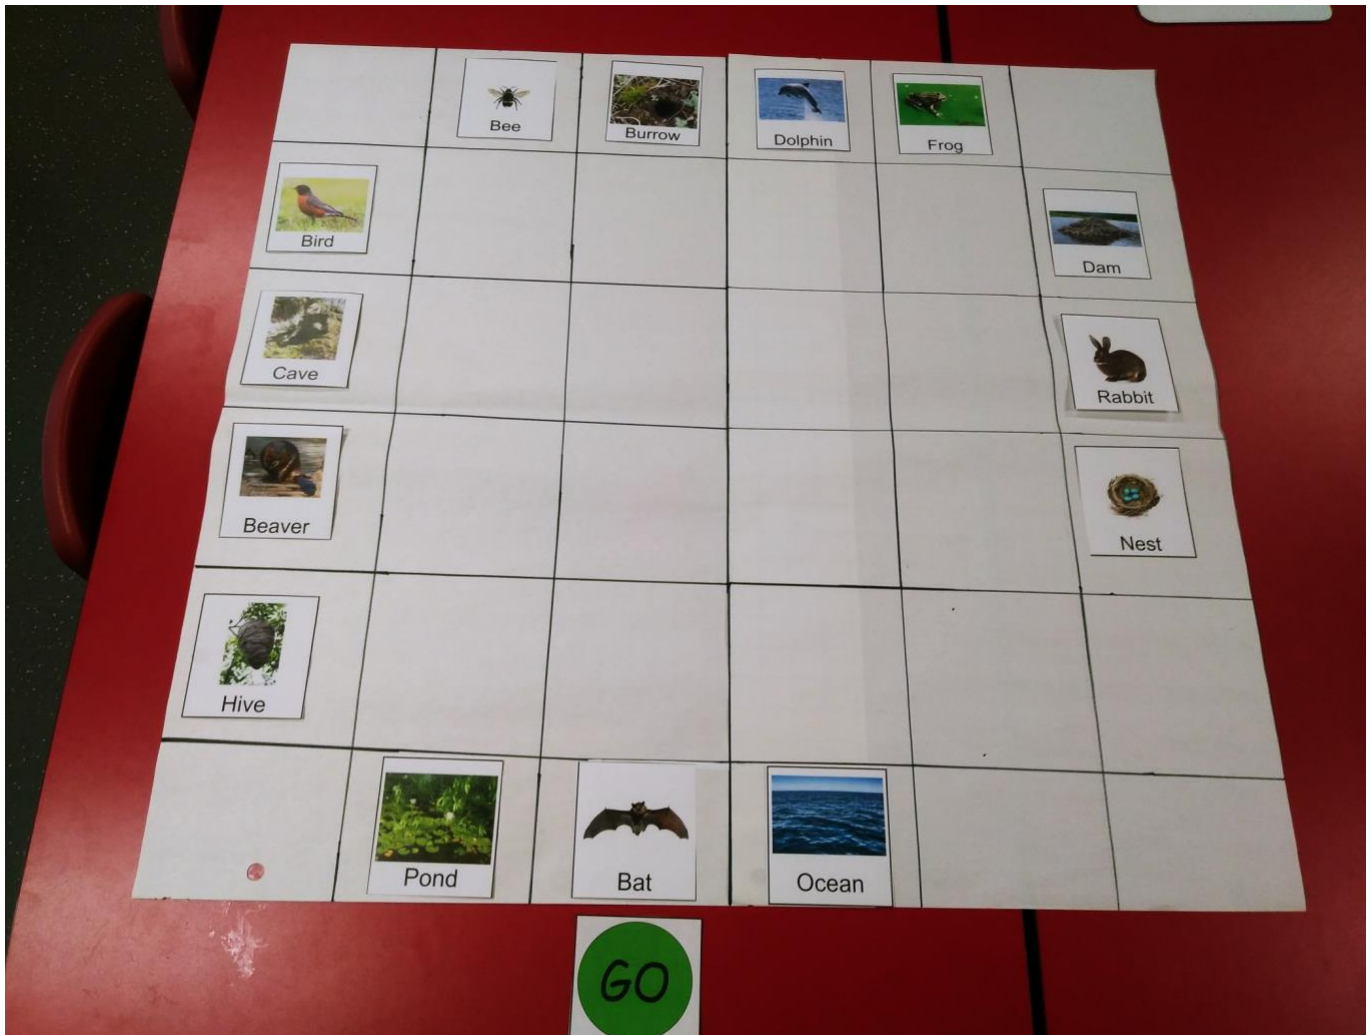 Bee
Burrow
Dolphin
Frog
Bird
Dam
Cave
Rabbit
Beaver
Nest
Hive
Pond
Bat
Ocean
GO